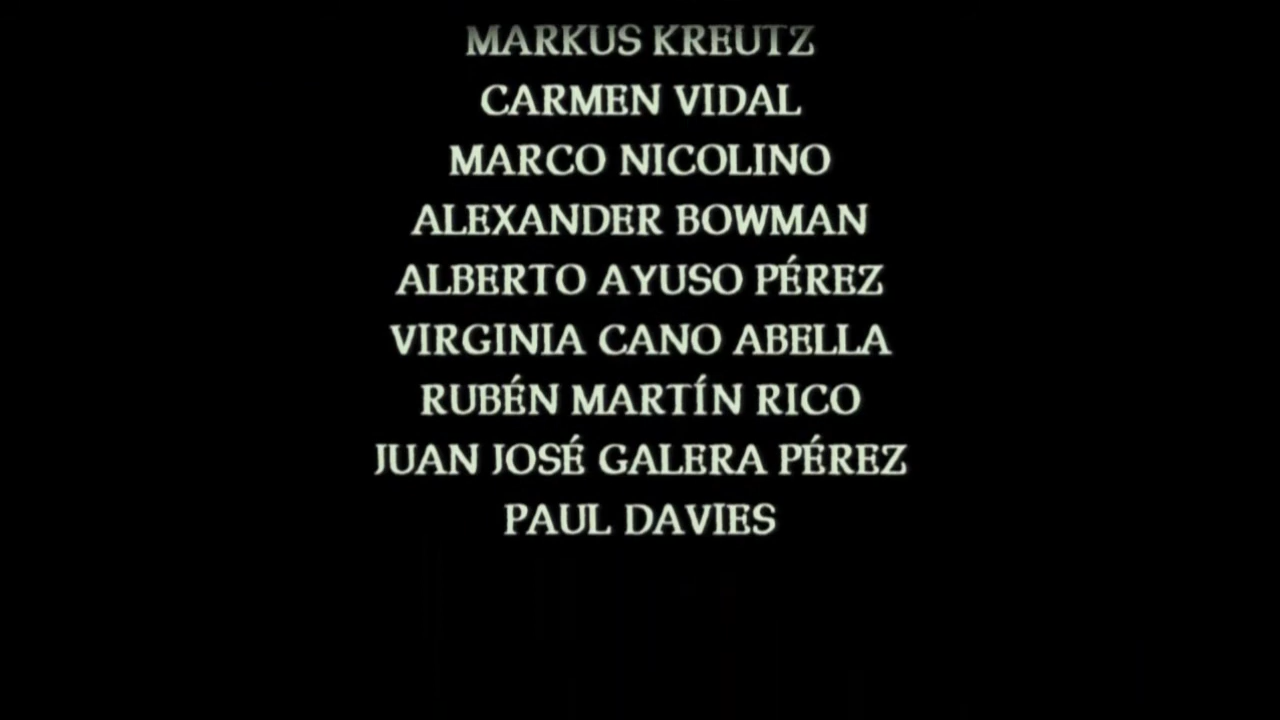 MARKUS KREUTZ
CARMEN VIDAL
MARCO NICOLINO
ALEXANDER BOWMAN
ALBERTO AYUSO PÉREZ
VIRGINIA CANO ABELLA
RUBÉN MARTÍN RICO
JUAN JOSÉ GALERA PÉREZ
PAUL DAVIES